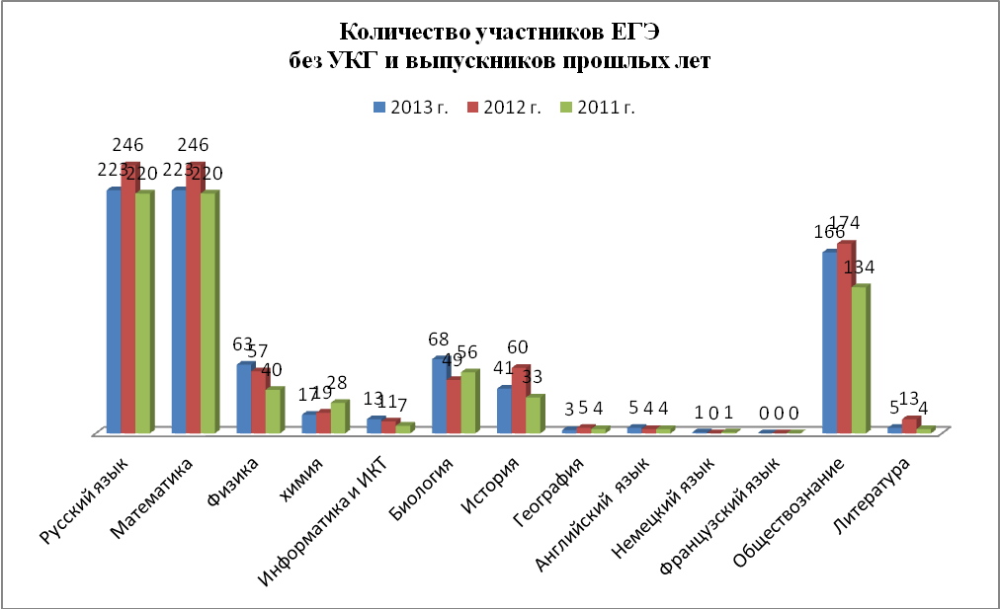 Количество участников ЕГЭ
без УКГ и выпускников прошлых лет
2013 г. 2012 г. 2011 г.
223 246 220 223 246 220 63 57 40 17 19 28 13 11 7 68 49 56 41 60 33 3 5 4 5 4 4 1 0 1 0 0 0 166 174 134 5 13 4
Русский язык
Математика
Физика
химия
Информатика и ИКТ
Биология
История
География
Английский язык
Немецкий язык
Французский язык
Обществознание
Литература